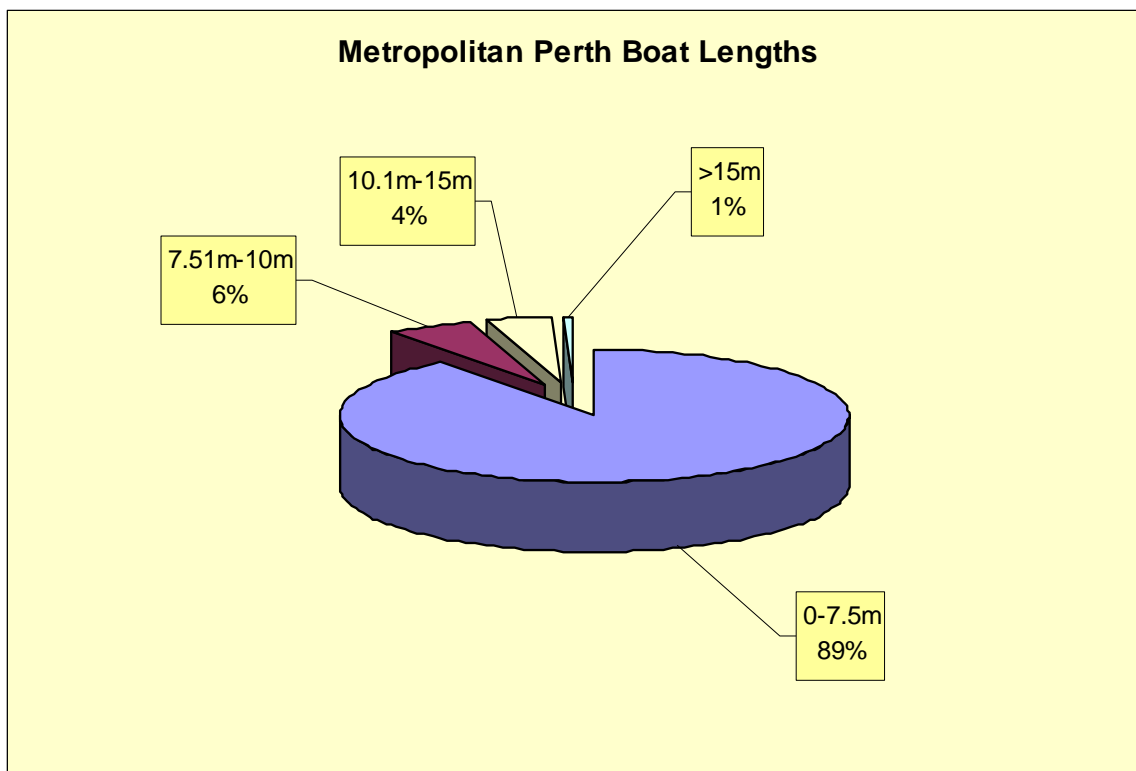 Metropolitan Perth Boat Lengths
10.1m-15m
4%
>15m
1%
7.51m-10m
6%
0-7.5m
89%